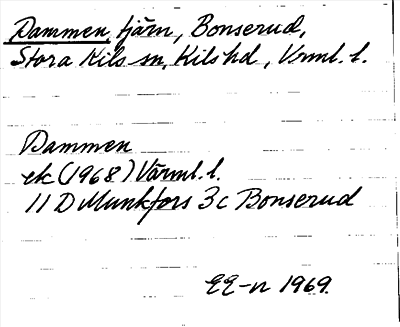 Dammen, tjärn, Bonserud,
Stora Kils sn, Kils hd, Vrml. l.
Dammen
ek (1968) Värml. l.
11 D Munkfors 3c Bonserud
EE-n 1969.